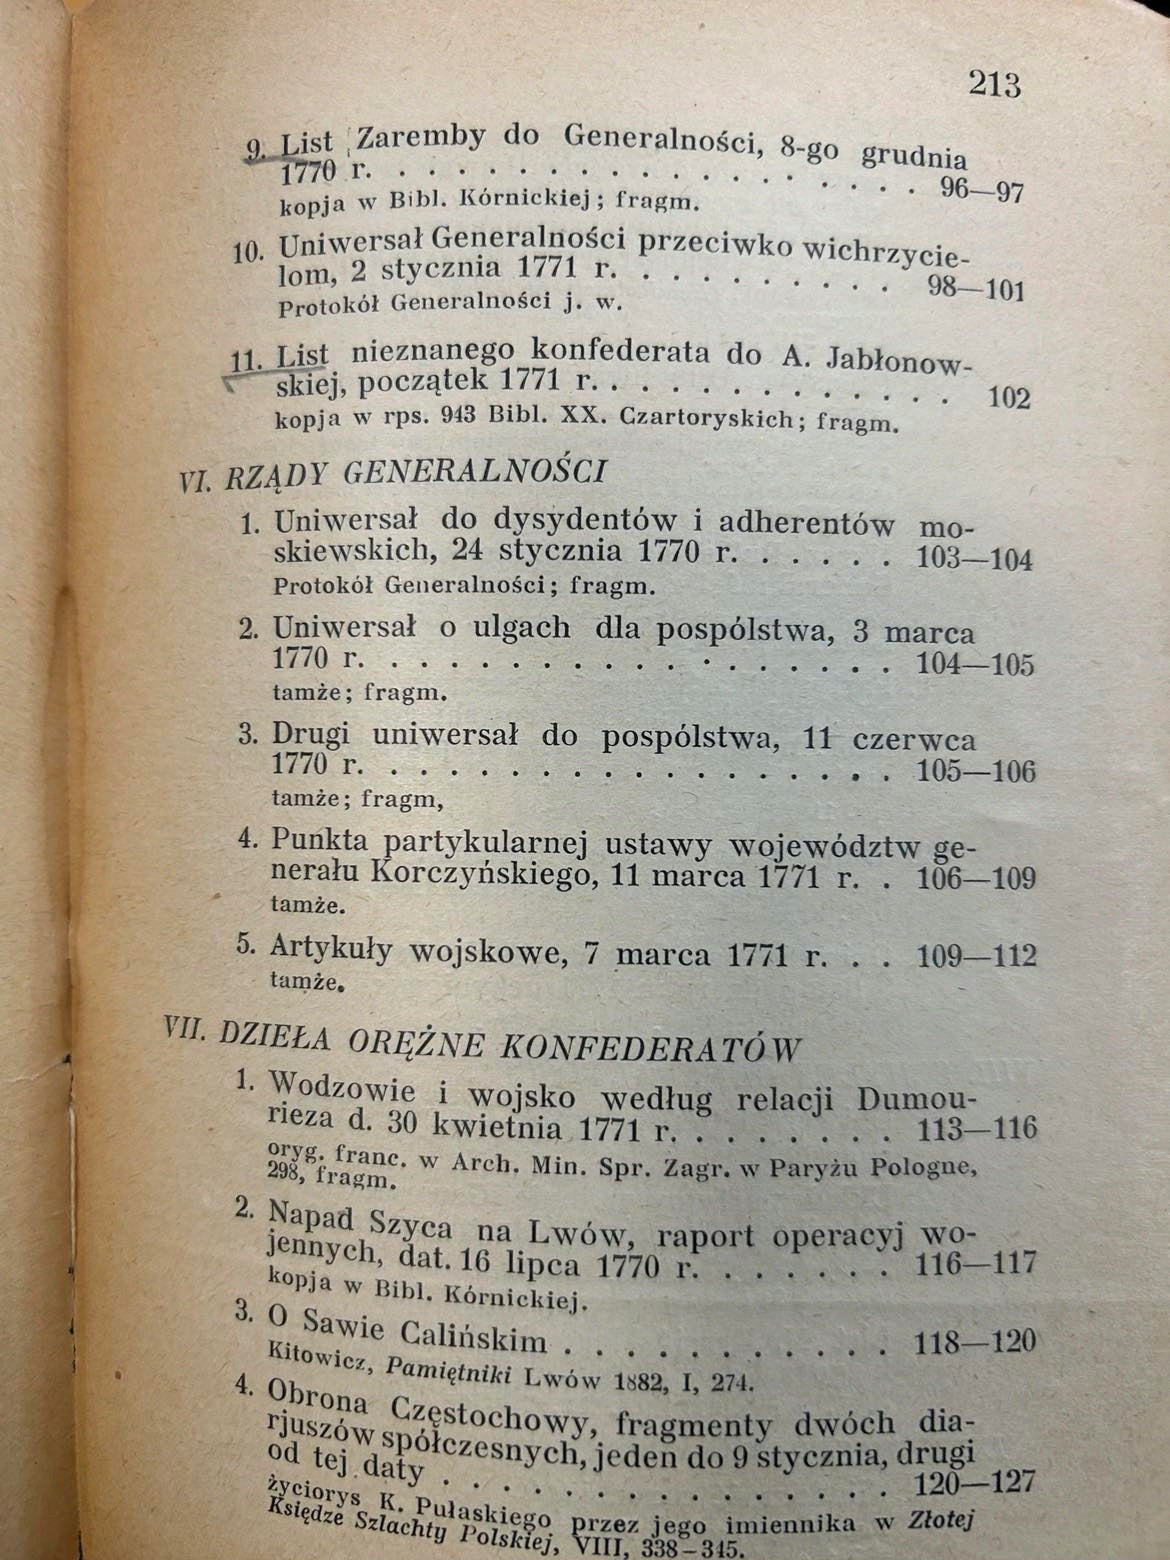 213
9. List Zaremby do Generalności, 8-go grudnia
1770 r. . . . . . . . . . . . . . . . . . . . 96—97
kopja w Bibl. Kórnickiej; fragm.
10. Uniwersał Generalności przeciwko wichrzycie-
lom, 2 stycznia 1771 r. . . . . . . . . . . 98—101
Protokół Generalności j. w.
11. List nieznanego konfederata do A. Jabłonow-
skiej, początek 1771 r. . . . . . . . . . . . . 102
kopja w rps. 943 Bibl. XX. Czartoryskich; fragm.
VI. RZĄDY GENERALNOŚCI
1. Uniwersał do dysydentów i adherentów mo-
skiewskich, 24 stycznia 1770 r. . . . . . . 103—104
Protokół Generalności; fragm.
2. Uniwersał o ulgach dla pospólstwa, 3 marca
1770 r. . . . . . . . . . . . . . . . . . . 104—105
tamże; fragm.
3. Drugi uniwersał do pospólstwa, 11 czerwca
1770 r. . . . . . . . . . . . . . . . . . . 105—106
tamże; fragm,
4. Punkta partykularnej ustawy województw ge-
nerału Korczyńskiego, 11 marca 1771 r. . 106—109
tamże.
5. Artykuły wojskowe, 7 marca 1771 r. . . 109—112
tamże.
VII. DZIEŁA ORĘŻNE KONFEDERATÓW
1. Wodzowie i wojsko według relacji Dumou-
rieza d. 30 kwietnia 1771 r. . . . . . . . 113—116
oryg. franc. w Arch. Min. Spr. Zagr. w Paryżu Pologne,
298, fragm.
2. Napad Szyca na Lwów, raport operacyj wo-
jennych, dat. 16 lipca 1770 r. . . . . . . . 116—117
kopja w Bibl. Kórnickiej.
3. O Sawie Calińskim . . . . . . . . . . . 118—120
Kitowicz, Pamiętniki Lwów 1882, I, 274.
4. Obrona Częstochowy, fragmenty dwóch dia-
rjuszów spółczesnych, jeden do 9 stycznia, drugi
od tej daty . . . . . . . . . . . . . . . 120—127
życiorys K. Pułaskiego przez jego imiennika w Złotej
Księdze Szlachty Polskiej, VIII, 338–345.